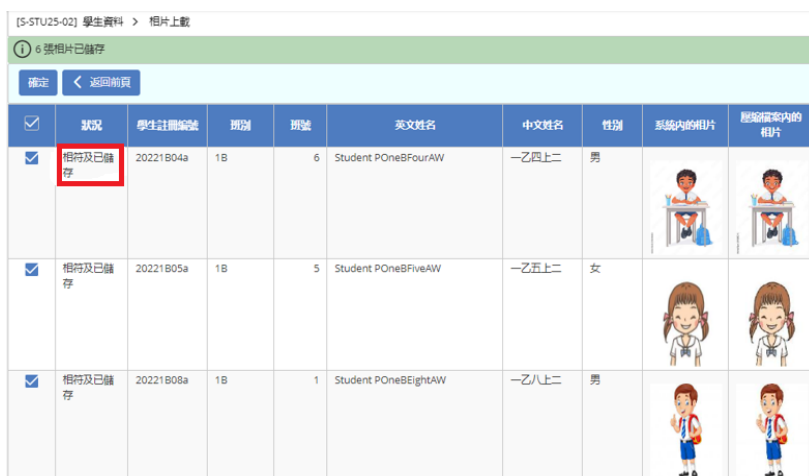 [S-STU25-02] 學生資料 > 相片上載
6 張相片已儲存
確定 返回前頁
狀況 學生註冊編號 班別 班號 英文姓名 中文姓名 性別 系統内的相片 壓縮檔案内的
相片
相符及已儲 20221B04a 1B 6 Student POneBFourAW 一乙四上二 男
存
相符及已儲 20221B05a 1B 5 Student POneBFiveAW 一乙五上二 女
存
相符及已儲 20221B08a 1B 1 Student POneBEightAW 一乙八上二 男
存